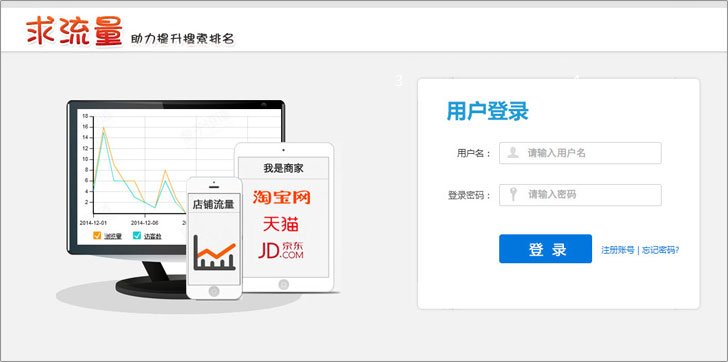 求流量 助力提升搜索排名
用户登录
用户名：
请输入用户名
登录密码：
请输入密码
登 录
注册账号 | 忘记密码?
18
16
14
12
10
8
6
4
2
2014-12-01
2014-12-06
浏览量
访客数
店铺流量
我是商家
淘宝网
天猫
JD 京东
.COM